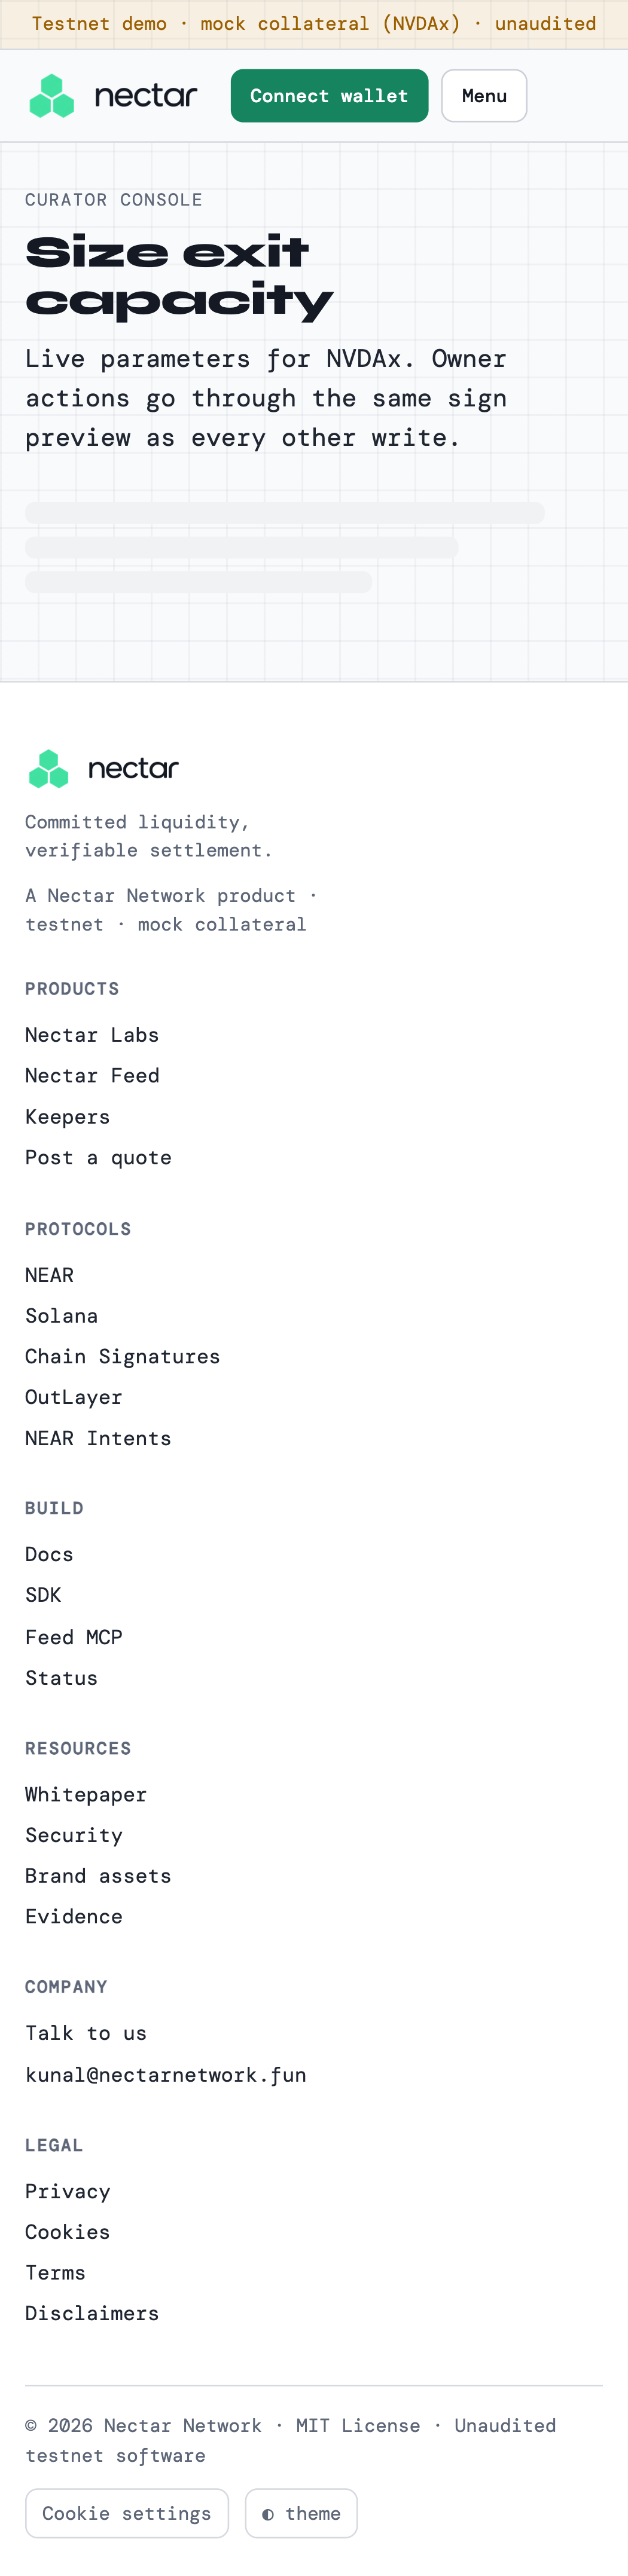 Testnet demo · mock collateral (NVDAx) · unaudited
nectar
Connect wallet
Menu
CURATOR CONSOLE
Size exit
capacity
Live parameters for NVDAx. Owner
actions go through the same sign
preview as every other write.
nectar
Committed liquidity,
verifiable settlement.
A Nectar Network product ·
testnet · mock collateral
PRODUCTS
Nectar Labs
Nectar Feed
Keepers
Post a quote
PROTOCOLS
NEAR
Solana
Chain Signatures
OutLayer
NEAR Intents
BUILD
Docs
SDK
Feed MCP
Status
RESOURCES
Whitepaper
Security
Brand assets
Evidence
COMPANY
Talk to us
kunal@nectarnetwork.fun
LEGAL
Privacy
Cookies
Terms
Disclaimers
© 2026 Nectar Network · MIT License · Unaudited
testnet software
Cookie settings
◐ theme